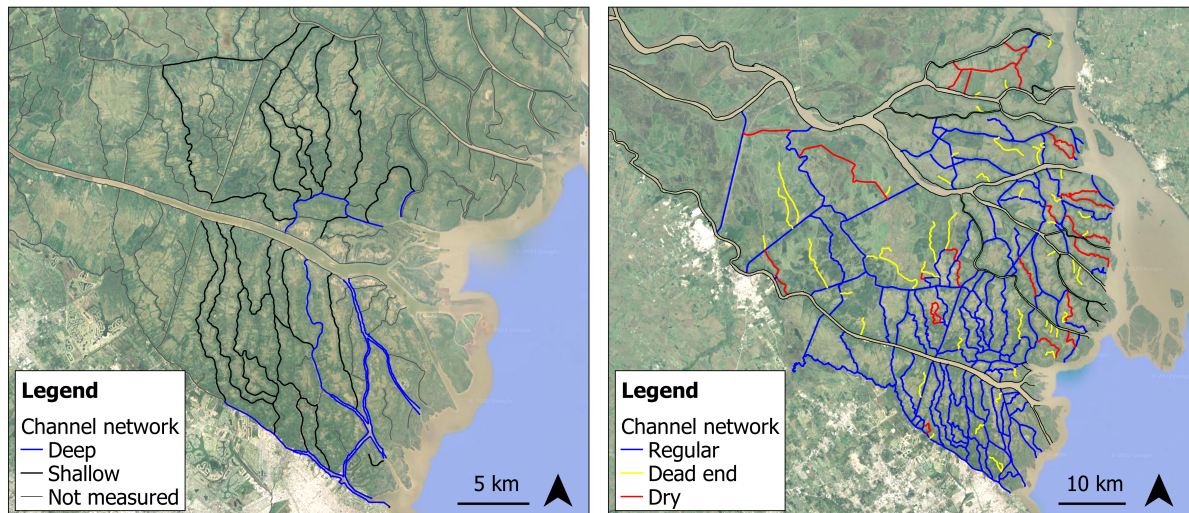 Legend
Channel network
Deep
Shallow
Not measured
5 km
Legend
Channel network
Regular
Dead end
Dry
10 km